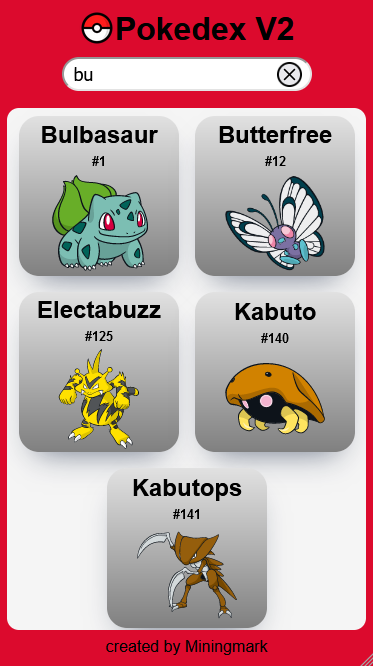 Pokedex V2
bu
Bulbasaur
#1
Butterfree
#12
Electabuzz
#125
Kabuto
#140
Kabutops
#141
created by Miningmark